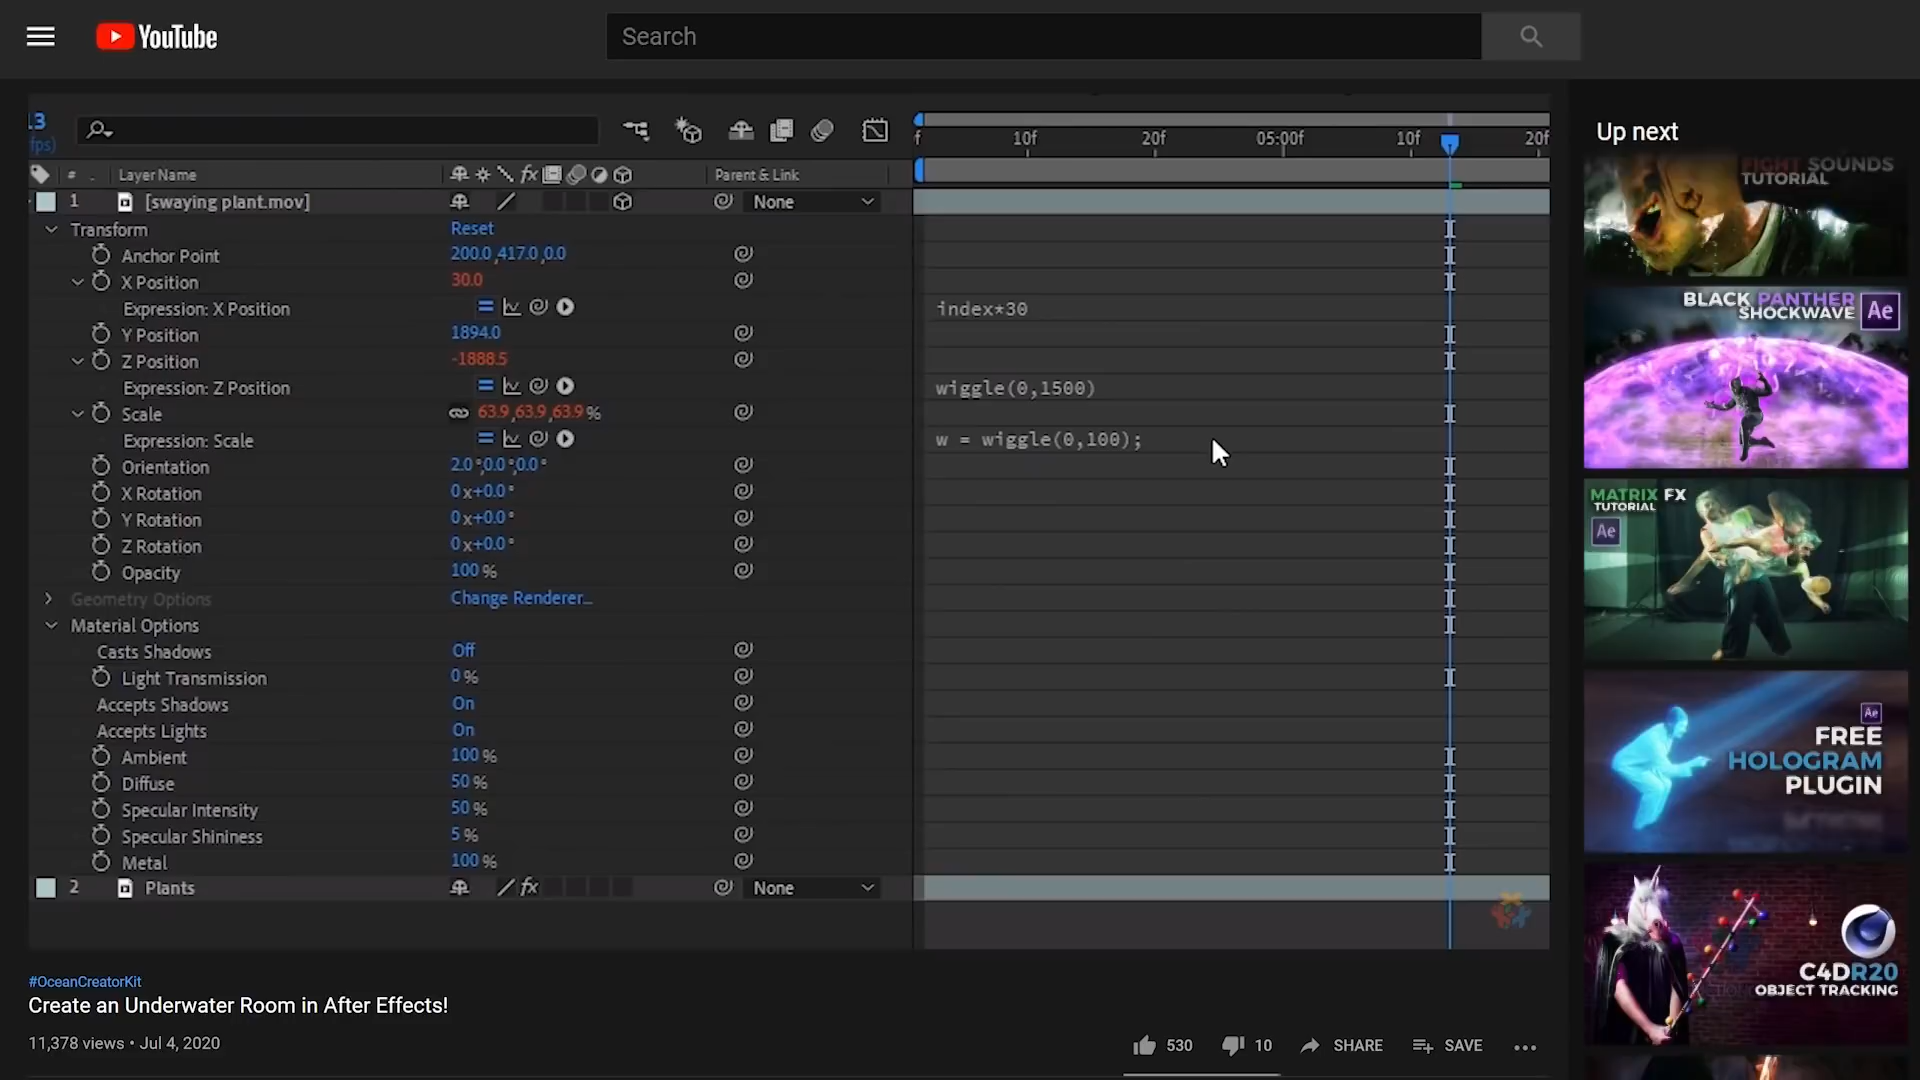 YouTube
Search
13
fps)
f
10f
20f
05:00f
10f
20f
# . Layer Name
fx
Parent & Link
1 [swaying plant.mov]
None
Transform
Reset
Anchor Point
200.0,417.0,0.0
X Position
30.0
Expression: X Position
index*30
Y Position
1894.0
Z Position
-1888.5
Expression: Z Position
wiggle(0,1500)
Scale
63.9,63.9,63.9%
Expression: Scale
w = wiggle(0,100);
Orientation
2.0°,0.0°,0.0°
X Rotation
0x+0.0°
Y Rotation
0x+0.0°
Z Rotation
0x+0.0°
Opacity
100%
Geometry Options
Change Renderer...
Material Options
Casts Shadows
Off
Light Transmission
0%
Accepts Shadows
On
Accepts Lights
On
Ambient
100%
Diffuse
50%
Specular Intensity
50%
Specular Shininess
5%
Metal
100%
2 Plants
fx
None
#OceanCreatorKit
Create an Underwater Room in After Effects!
11,378 views • Jul 4, 2020
530
10
SHARE
SAVE
Up next
FIGHT SOUNDS
TUTORIAL
BLACK PANTHER
SHOCKWAVE
Ae
MATRIX FX
TUTORIAL
Ae
Ae
FREE
HOLOGRAM
PLUGIN
C4DR20
OBJECT TRACKING